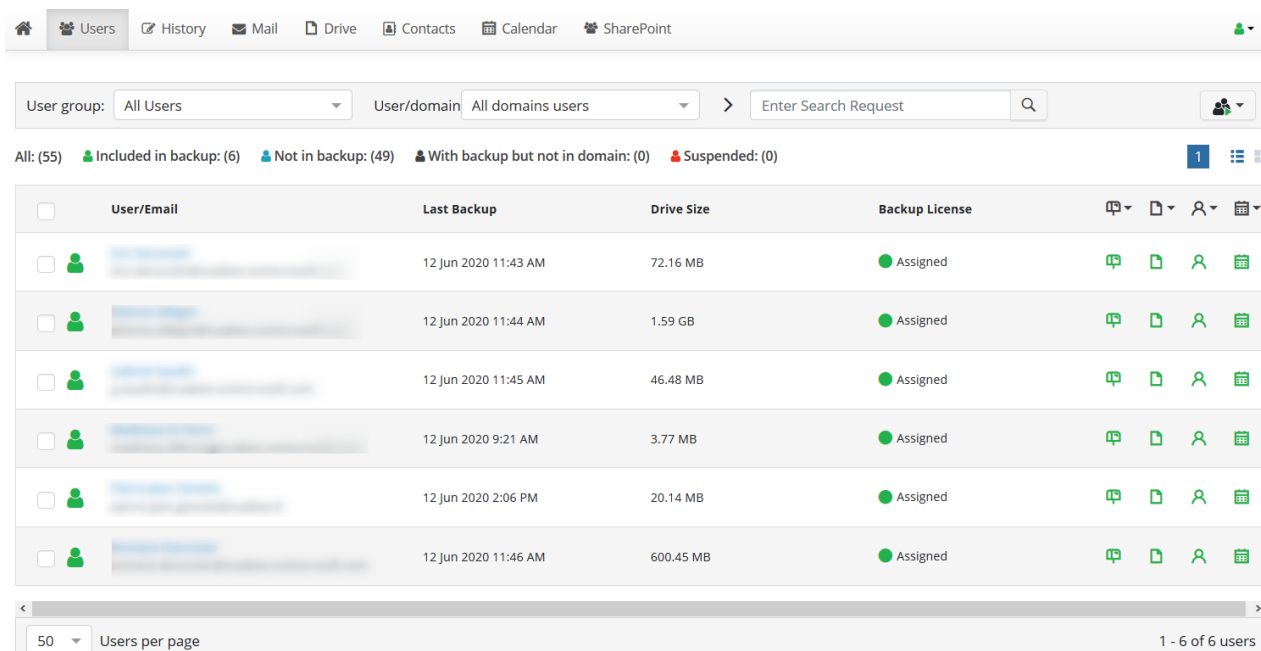 Users History Mail Drive Contacts Calendar SharePoint
User group: All Users User/domain All domains users Enter Search Request
All: (55) Included in backup: (6) Not in backup: (49) With backup but not in domain: (0) Suspended: (0) 1
User/Email Last Backup Drive Size Backup License
12 Jun 2020 11:43 AM 72.16 MB Assigned
12 Jun 2020 11:44 AM 1.59 GB Assigned
12 Jun 2020 11:45 AM 46.48 MB Assigned
12 Jun 2020 9:21 AM 3.77 MB Assigned
12 Jun 2020 2:06 PM 20.14 MB Assigned
12 Jun 2020 11:46 AM 600.45 MB Assigned
50 Users per page 1 - 6 of 6 users